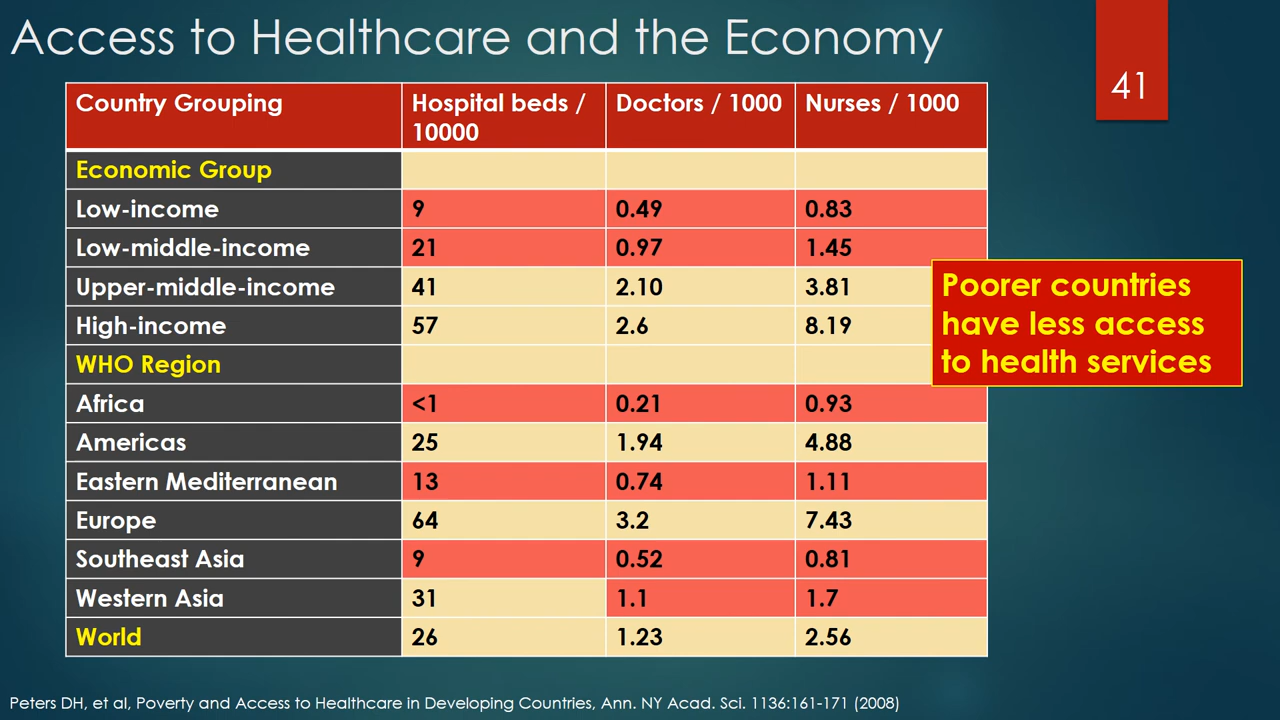 Access to Healthcare and the Economy
41
Country Grouping Hospital beds / 10000 Doctors / 1000 Nurses / 1000
Economic Group
Low-income 9 0.49 0.83
Low-middle-income 21 0.97 1.45
Upper-middle-income 41 2.10 3.81
High-income 57 2.6 8.19
WHO Region
Africa <1 0.21 0.93
Americas 25 1.94 4.88
Eastern Mediterranean 13 0.74 1.11
Europe 64 3.2 7.43
Southeast Asia 9 0.52 0.81
Western Asia 31 1.1 1.7
World 26 1.23 2.56
Poorer countries
have less access
to health services
Peters DH, et al, Poverty and Access to Healthcare in Developing Countries, Ann. NY Acad. Sci. 1136:161-171 (2008)